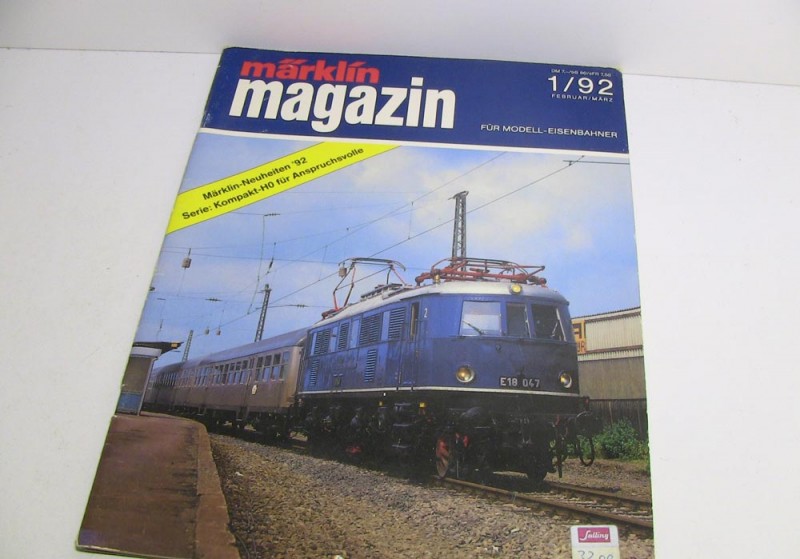 märklin
magazin
1/92
FEBRUAR/MÄRZ
FÜR MODELL-EISENBAHNER
Märklin-Neuheiten '92
Serie: Kompakt-H0 für Anspruchsvolle
E18 047
Salling